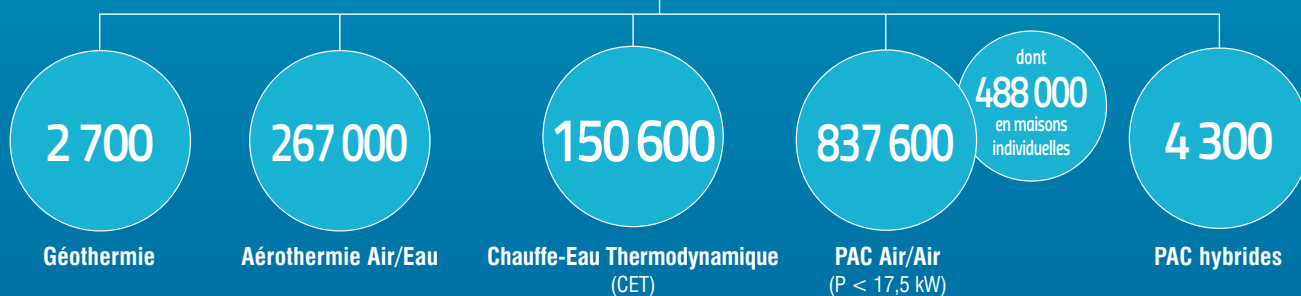 2 700
Géothermie
267 000
Aérothermie Air/Eau
150 600
Chauffe-Eau Thermodynamique
(CET)
837 600
PAC Air/Air
(P < 17,5 kW)
dont
488 000
en maisons
individuelles
4 300
PAC hybrides